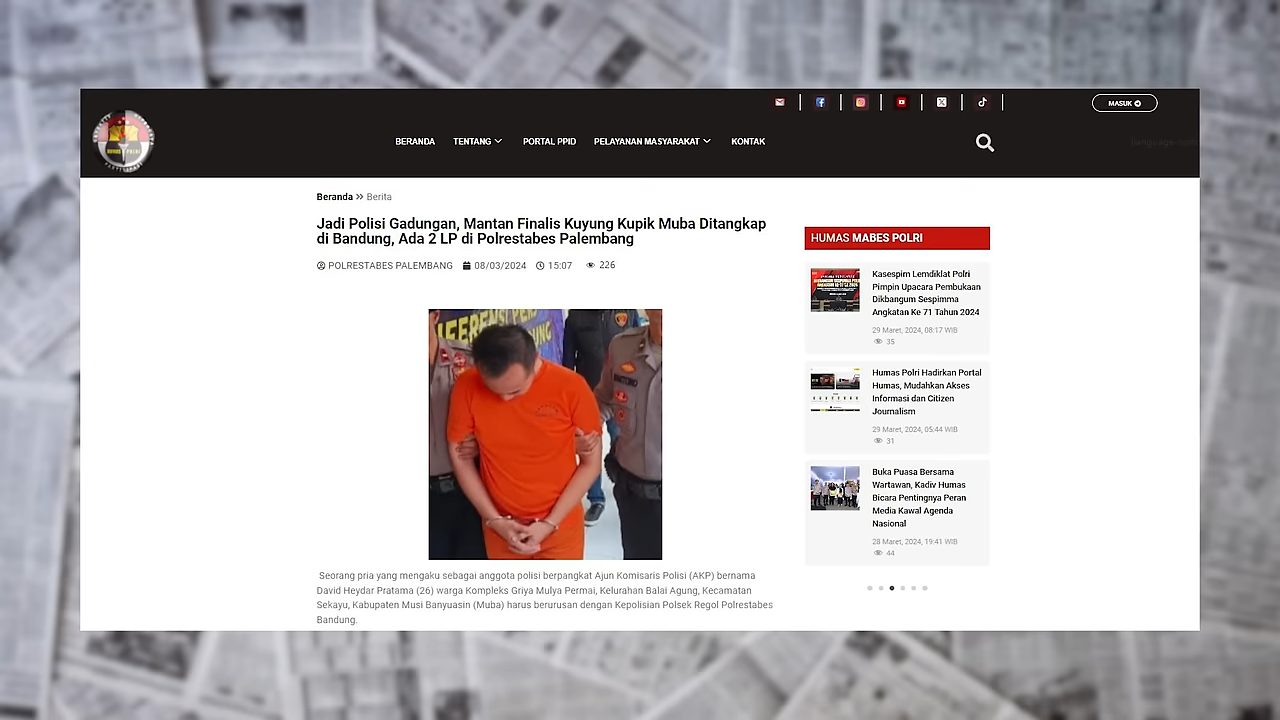 MASUK
BERANDA
TENTANG
PORTAL PPID
PELAYANAN MASYARAKAT
KONTAK
Beranda » Berita
Jadi Polisi Gadungan, Mantan Finalis Kuyung Kupik Muba Ditangkap
di Bandung, Ada 2 LP di Polrestabes Palembang
POLRESTABES PALEMBANG 08/03/2024 15:07 226
Seorang pria yang mengaku sebagai anggota polisi berpangkat Ajun Komisaris Polisi (AKP) bernama
David Heydar Pratama (26) warga Kompleks Griya Mulya Permai, Kelurahan Balai Agung, Kecamatan
Sekayu, Kabupaten Musi Banyuasin (Muba) harus berurusan dengan Kepolisian Polsek Regol Polrestabes
Bandung.
HUMAS MABES POLRI
Kasespim Lemdiklat Polri
Pimpin Upacara Pembukaan
Dikbangum Sespimma
Angkatan Ke 71 Tahun 2024
29 Maret, 2024, 08:17 WIB
35
Humas Polri Hadirkan Portal
Humas, Mudahkan Akses
Informasi dan Citizen
Journalism
29 Maret, 2024, 05:44 WIB
31
Buka Puasa Bersama
Wartawan, Kadiv Humas
Bicara Pentingnya Peran
Media Kawal Agenda
Nasional
28 Maret, 2024, 19:41 WIB
44